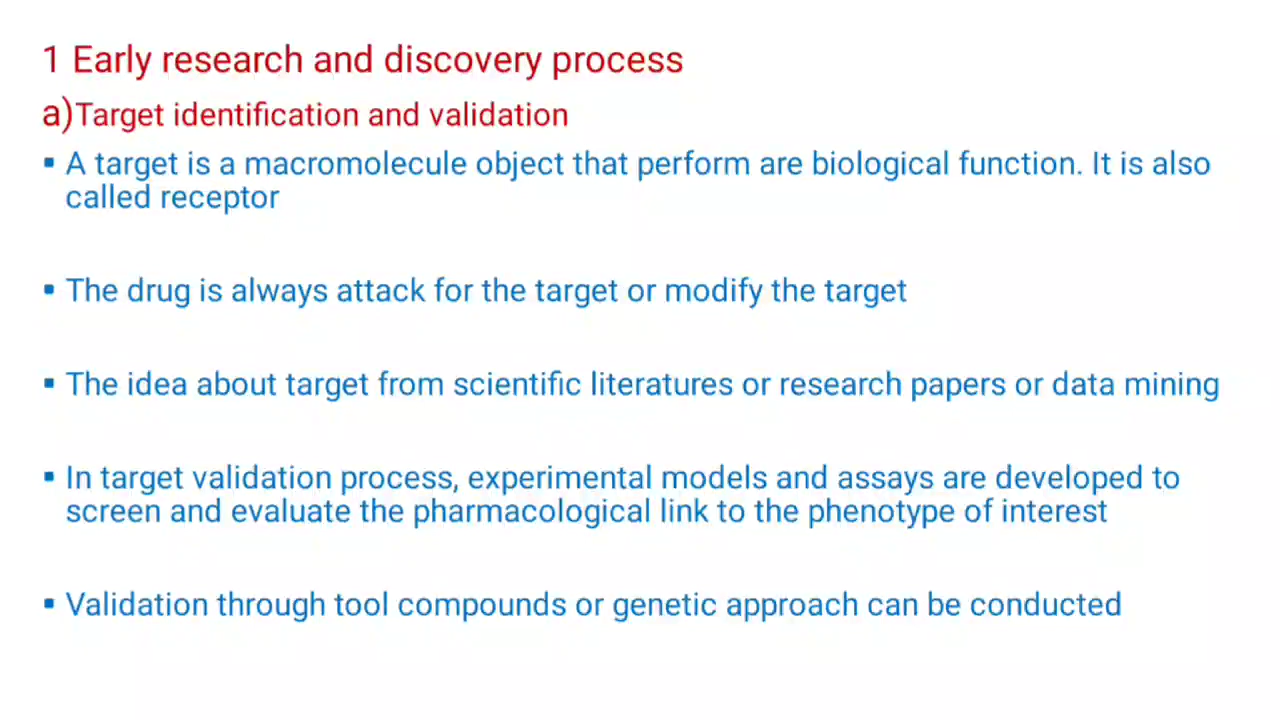 1 Early research and discovery process
a)Target identification and validation
▪ A target is a macromolecule object that perform are biological function. It is also
called receptor
▪ The drug is always attack for the target or modify the target
▪ The idea about target from scientific literatures or research papers or data mining
▪ In target validation process, experimental models and assays are developed to
screen and evaluate the pharmacological link to the phenotype of interest
▪ Validation through tool compounds or genetic approach can be conducted